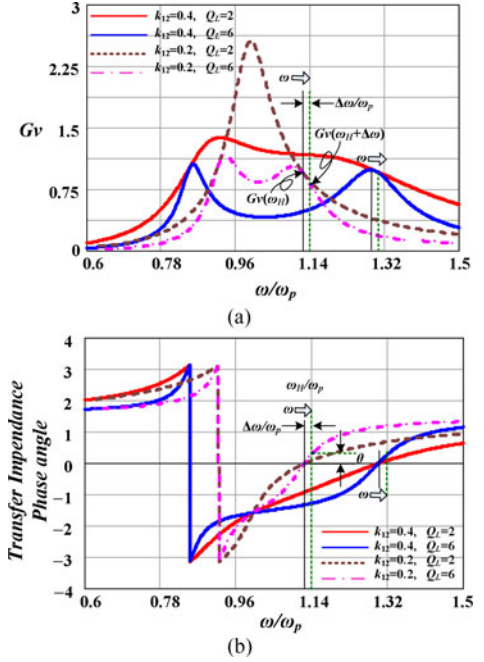 3
2.25
Gv
1.5
0.75
0
k12=0.4, QL=2
k12=0.4, QL=6
k12=0.2, QL=2
k12=0.2, QL=6
ω
Δω/ωp
Gv(ωH+Δω)
ω
Gv(ωH)
0.6 0.78 0.96 1.14 1.32 1.5
ω/ωp
(a)
Transfer Impendance
Phase angle
4
3
2
1
0
−1
−2
−3
−4
ωH/ωp
ω
Δω/ωp
θ
ω
k12=0.4, QL=2
k12=0.4, QL=6
k12=0.2, QL=2
k12=0.2, QL=6
0.6 0.78 0.96 1.14 1.32 1.5
ω/ωp
(b)